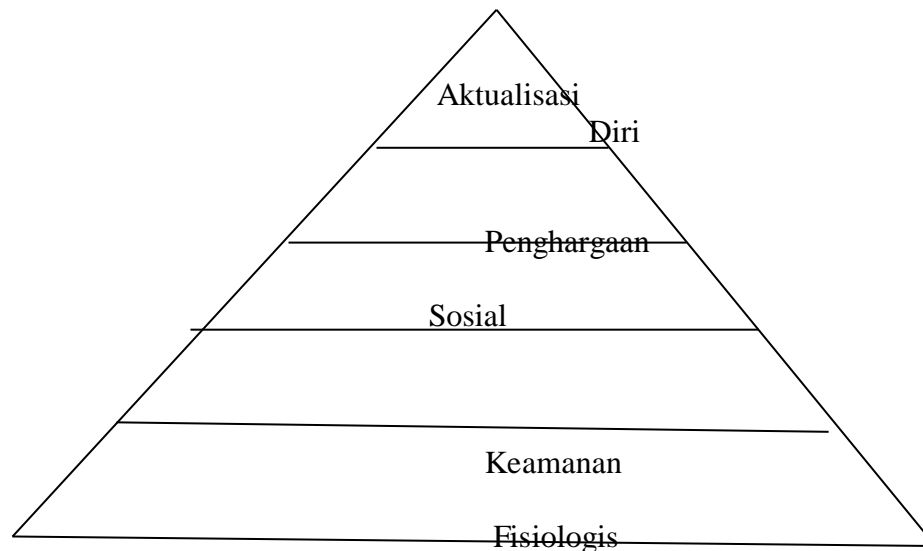 Aktualisasi
Diri
Penghargaan
Sosial
Keamanan
Fisiologis